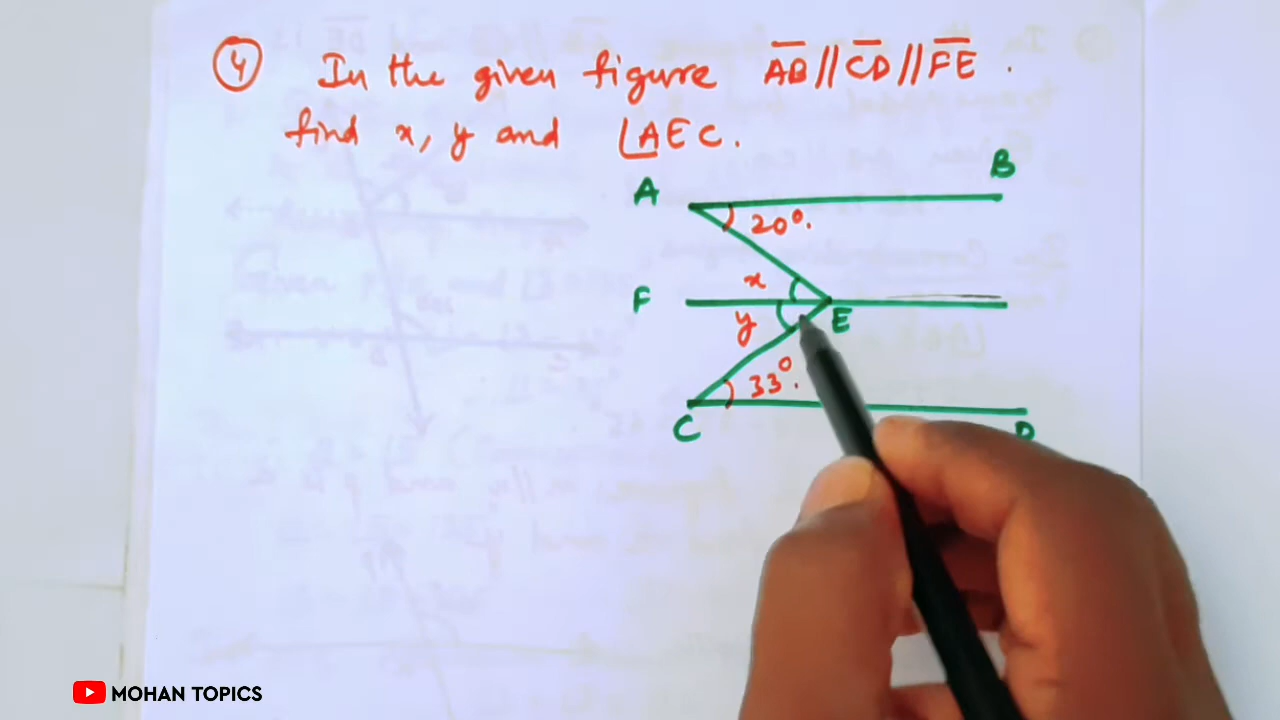 4 In the given figure AB // CD // FE .
find x, y and ∠AEC.
A B
20°.
F x
y E
33°.
C D
MOHAN TOPICS